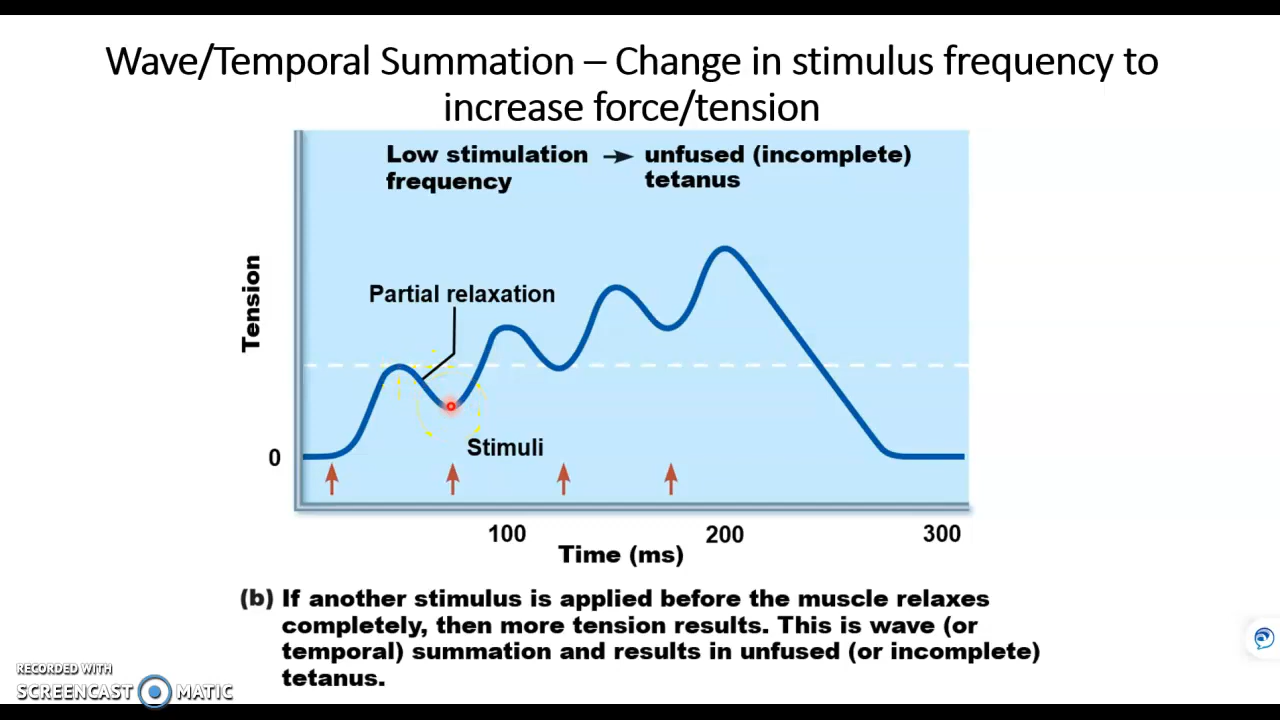 Wave/Temporal Summation – Change in stimulus frequency to
increase force/tension
Low stimulation → unfused (incomplete)
frequency tetanus
Tension
Partial relaxation
Stimuli
0
100 200 300
Time (ms)
(b) If another stimulus is applied before the muscle relaxes
completely, then more tension results. This is wave (or
temporal) summation and results in unfused (or incomplete)
tetanus.
RECORDED WITH
SCREENCAST MATIC